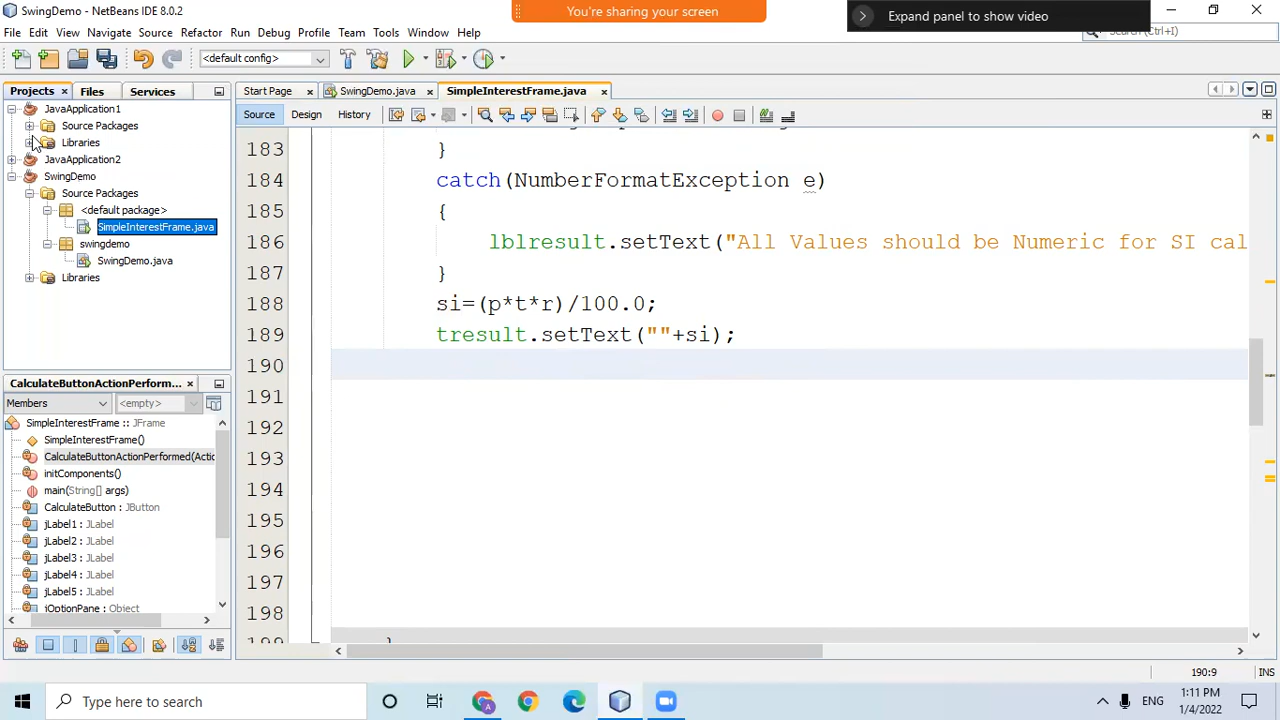 SwingDemo - NetBeans IDE 8.0.2
You're sharing your screen
Expand panel to show video
File Edit View Navigate Source Refactor Run Debug Profile Team Tools Window Help
Search (Ctrl+I)
<default config>
Projects Files Services
Start Page SwingDemo.java SimpleInterestFrame.java
Source Design History
JavaApplication1
Source Packages
Libraries
JavaApplication2
SwingDemo
Source Packages
<default package>
SimpleInterestFrame.java
swingdemo
SwingDemo.java
Libraries
183 }
184 catch(NumberFormatException e)
185 {
186 lblresult.setText("All Values should be Numeric for SI cal
187 }
188 si=(p*t*r)/100.0;
189 tresult.setText(""+si);
190
191
192
193
194
195
196
197
198
199 }
CalculateButtonActionPerform...
Members <empty>
SimpleInterestFrame :: JFrame
SimpleInterestFrame()
CalculateButtonActionPerformed(Actic
initComponents()
main(String[] args)
CalculateButton : JButton
jLabel1 : JLabel
jLabel2 : JLabel
jLabel3 : JLabel
jLabel4 : JLabel
jLabel5 : JLabel
jOptionPane : Object
190:9 INS
Type here to search
ENG
1:11 PM
1/4/2022